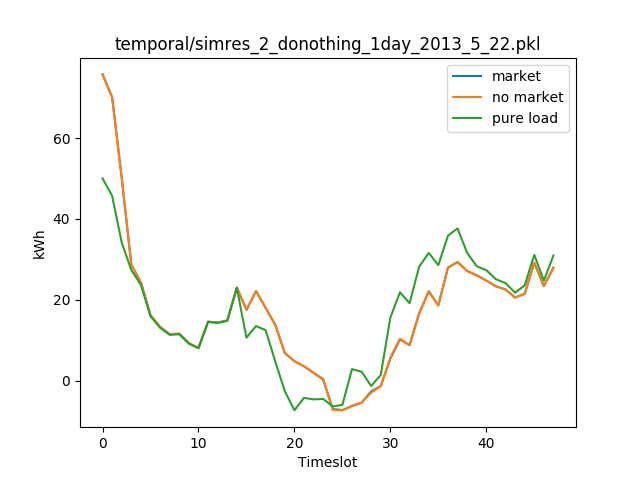 temporal/simres_2_donothing_1day_2013_5_22.pkl
market
no market
pure load
kWh
60
40
20
0
0
10
20
30
40
Timeslot